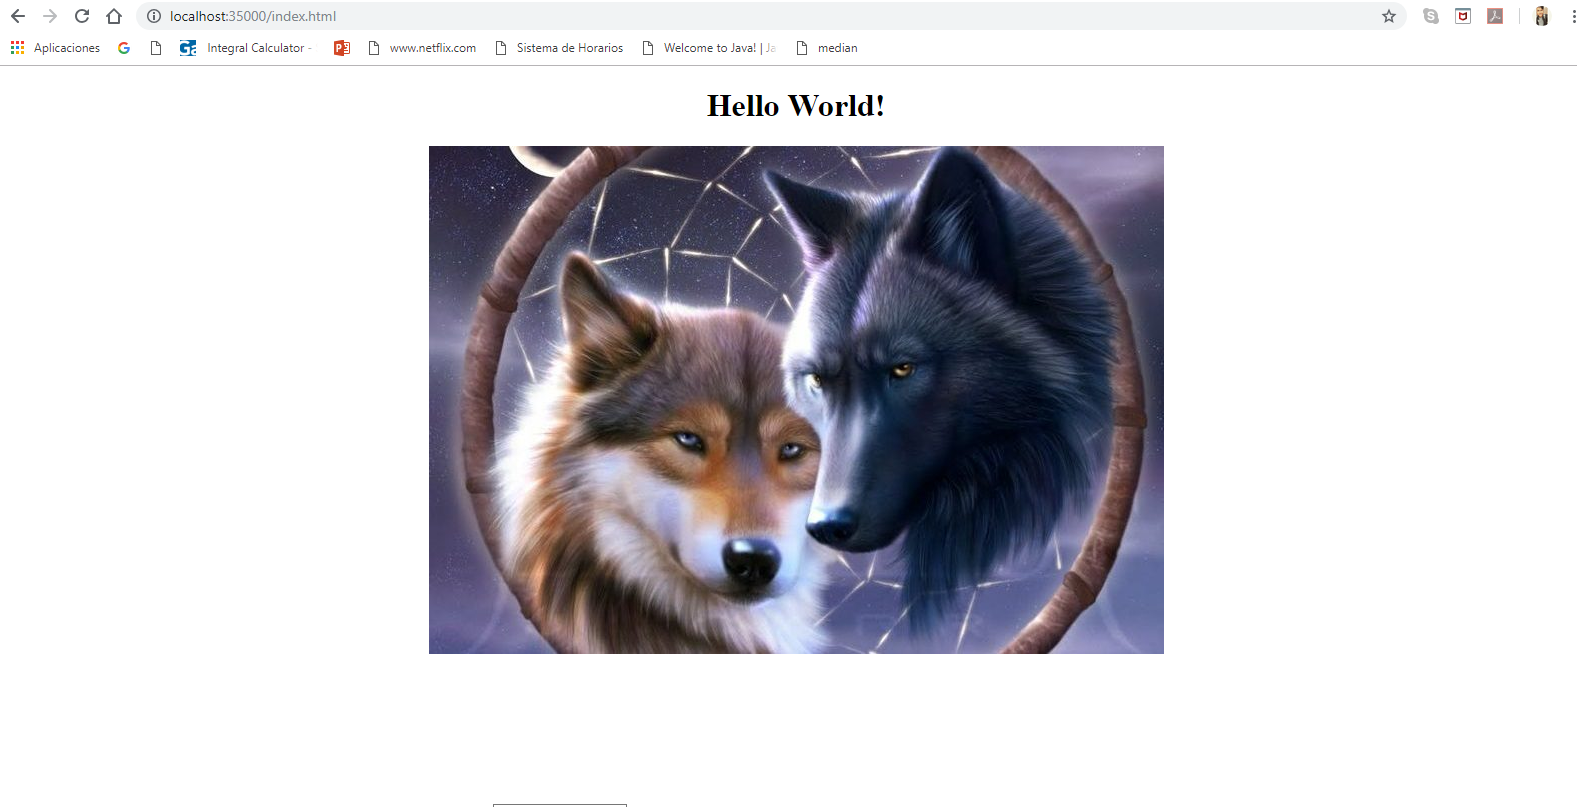 localhost:35000/index.html
Aplicaciones Integral Calculator - www.netflix.com Sistema de Horarios Welcome to Java! | Ja median
Hello World!